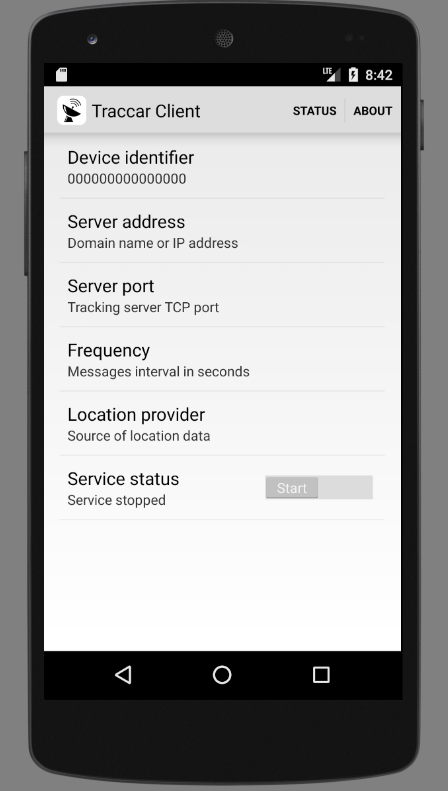 LTE 8:42
Traccar Client STATUS ABOUT
Device identifier
000000000000000
Server address
Domain name or IP address
Server port
Tracking server TCP port
Frequency
Messages interval in seconds
Location provider
Source of location data
Service status
Service stopped
Start